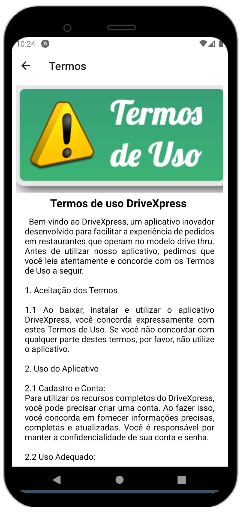 10:24
Termos
Termos
de Uso
Termos de uso DriveXpress
Bem-vindo ao DriveXpress, um aplicativo inovador
desenvolvido para facilitar a experiência de pedidos
em restaurantes que operam no modelo drive thru.
Antes de utilizar nosso aplicativo, pedimos que
você leia atentamente e concorde com os Termos
de Uso a seguir.
1. Aceitação dos Termos
1.1 Ao baixar, instalar e utilizar o aplicativo
DriveXpress, você concorda expressamente com
estes Termos de Uso. Se você não concordar com
qualquer parte destes termos, por favor, não utilize
o aplicativo.
2. Uso do Aplicativo
2.1 Cadastro e Conta:
Para utilizar os recursos completos do DriveXpress,
você pode precisar criar uma conta. Ao fazer isso,
você concorda em fornecer informações precisas,
completas e atualizadas. Você é responsável por
manter a confidencialidade de sua conta e senha.
2.2 Uso Adequado: